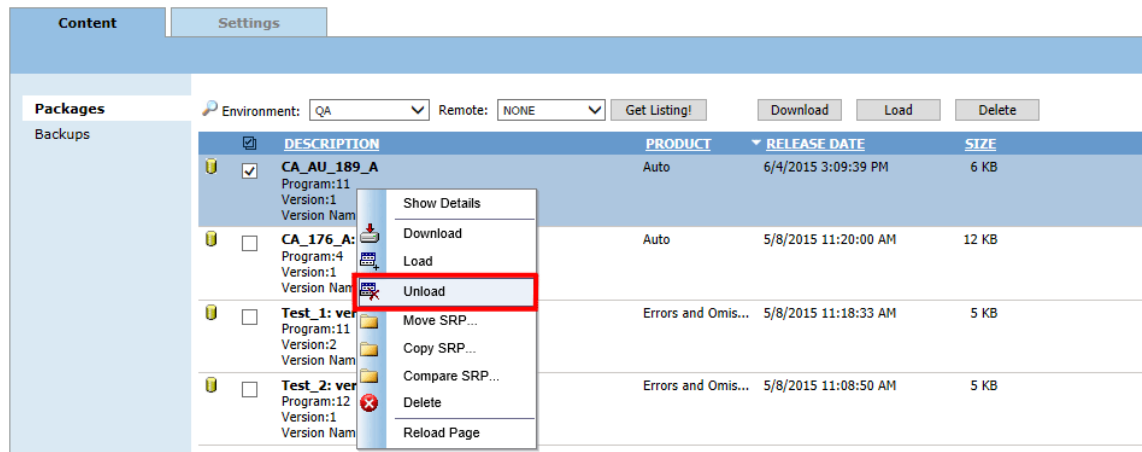 Content Settings
Packages
Backups
Environment: QA Remote: NONE Get Listing! Download Load Delete
DESCRIPTION PRODUCT RELEASE DATE SIZE
CA_AU_189_A Auto 6/4/2015 3:09:39 PM 6 KB
Program:11
Version:1
Version Nam
CA_176_A: Auto 5/8/2015 11:20:00 AM 12 KB
Program:4
Version:1
Version Nam
Test_1: ver Errors and Omis... 5/8/2015 11:18:33 AM 5 KB
Program:11
Version:2
Version Nam
Test_2: ver Errors and Omis... 5/8/2015 11:08:50 AM 5 KB
Program:12
Version:1
Version Nam
Show Details
Download
Load
Unload
Move SRP...
Copy SRP...
Compare SRP...
Delete
Reload Page